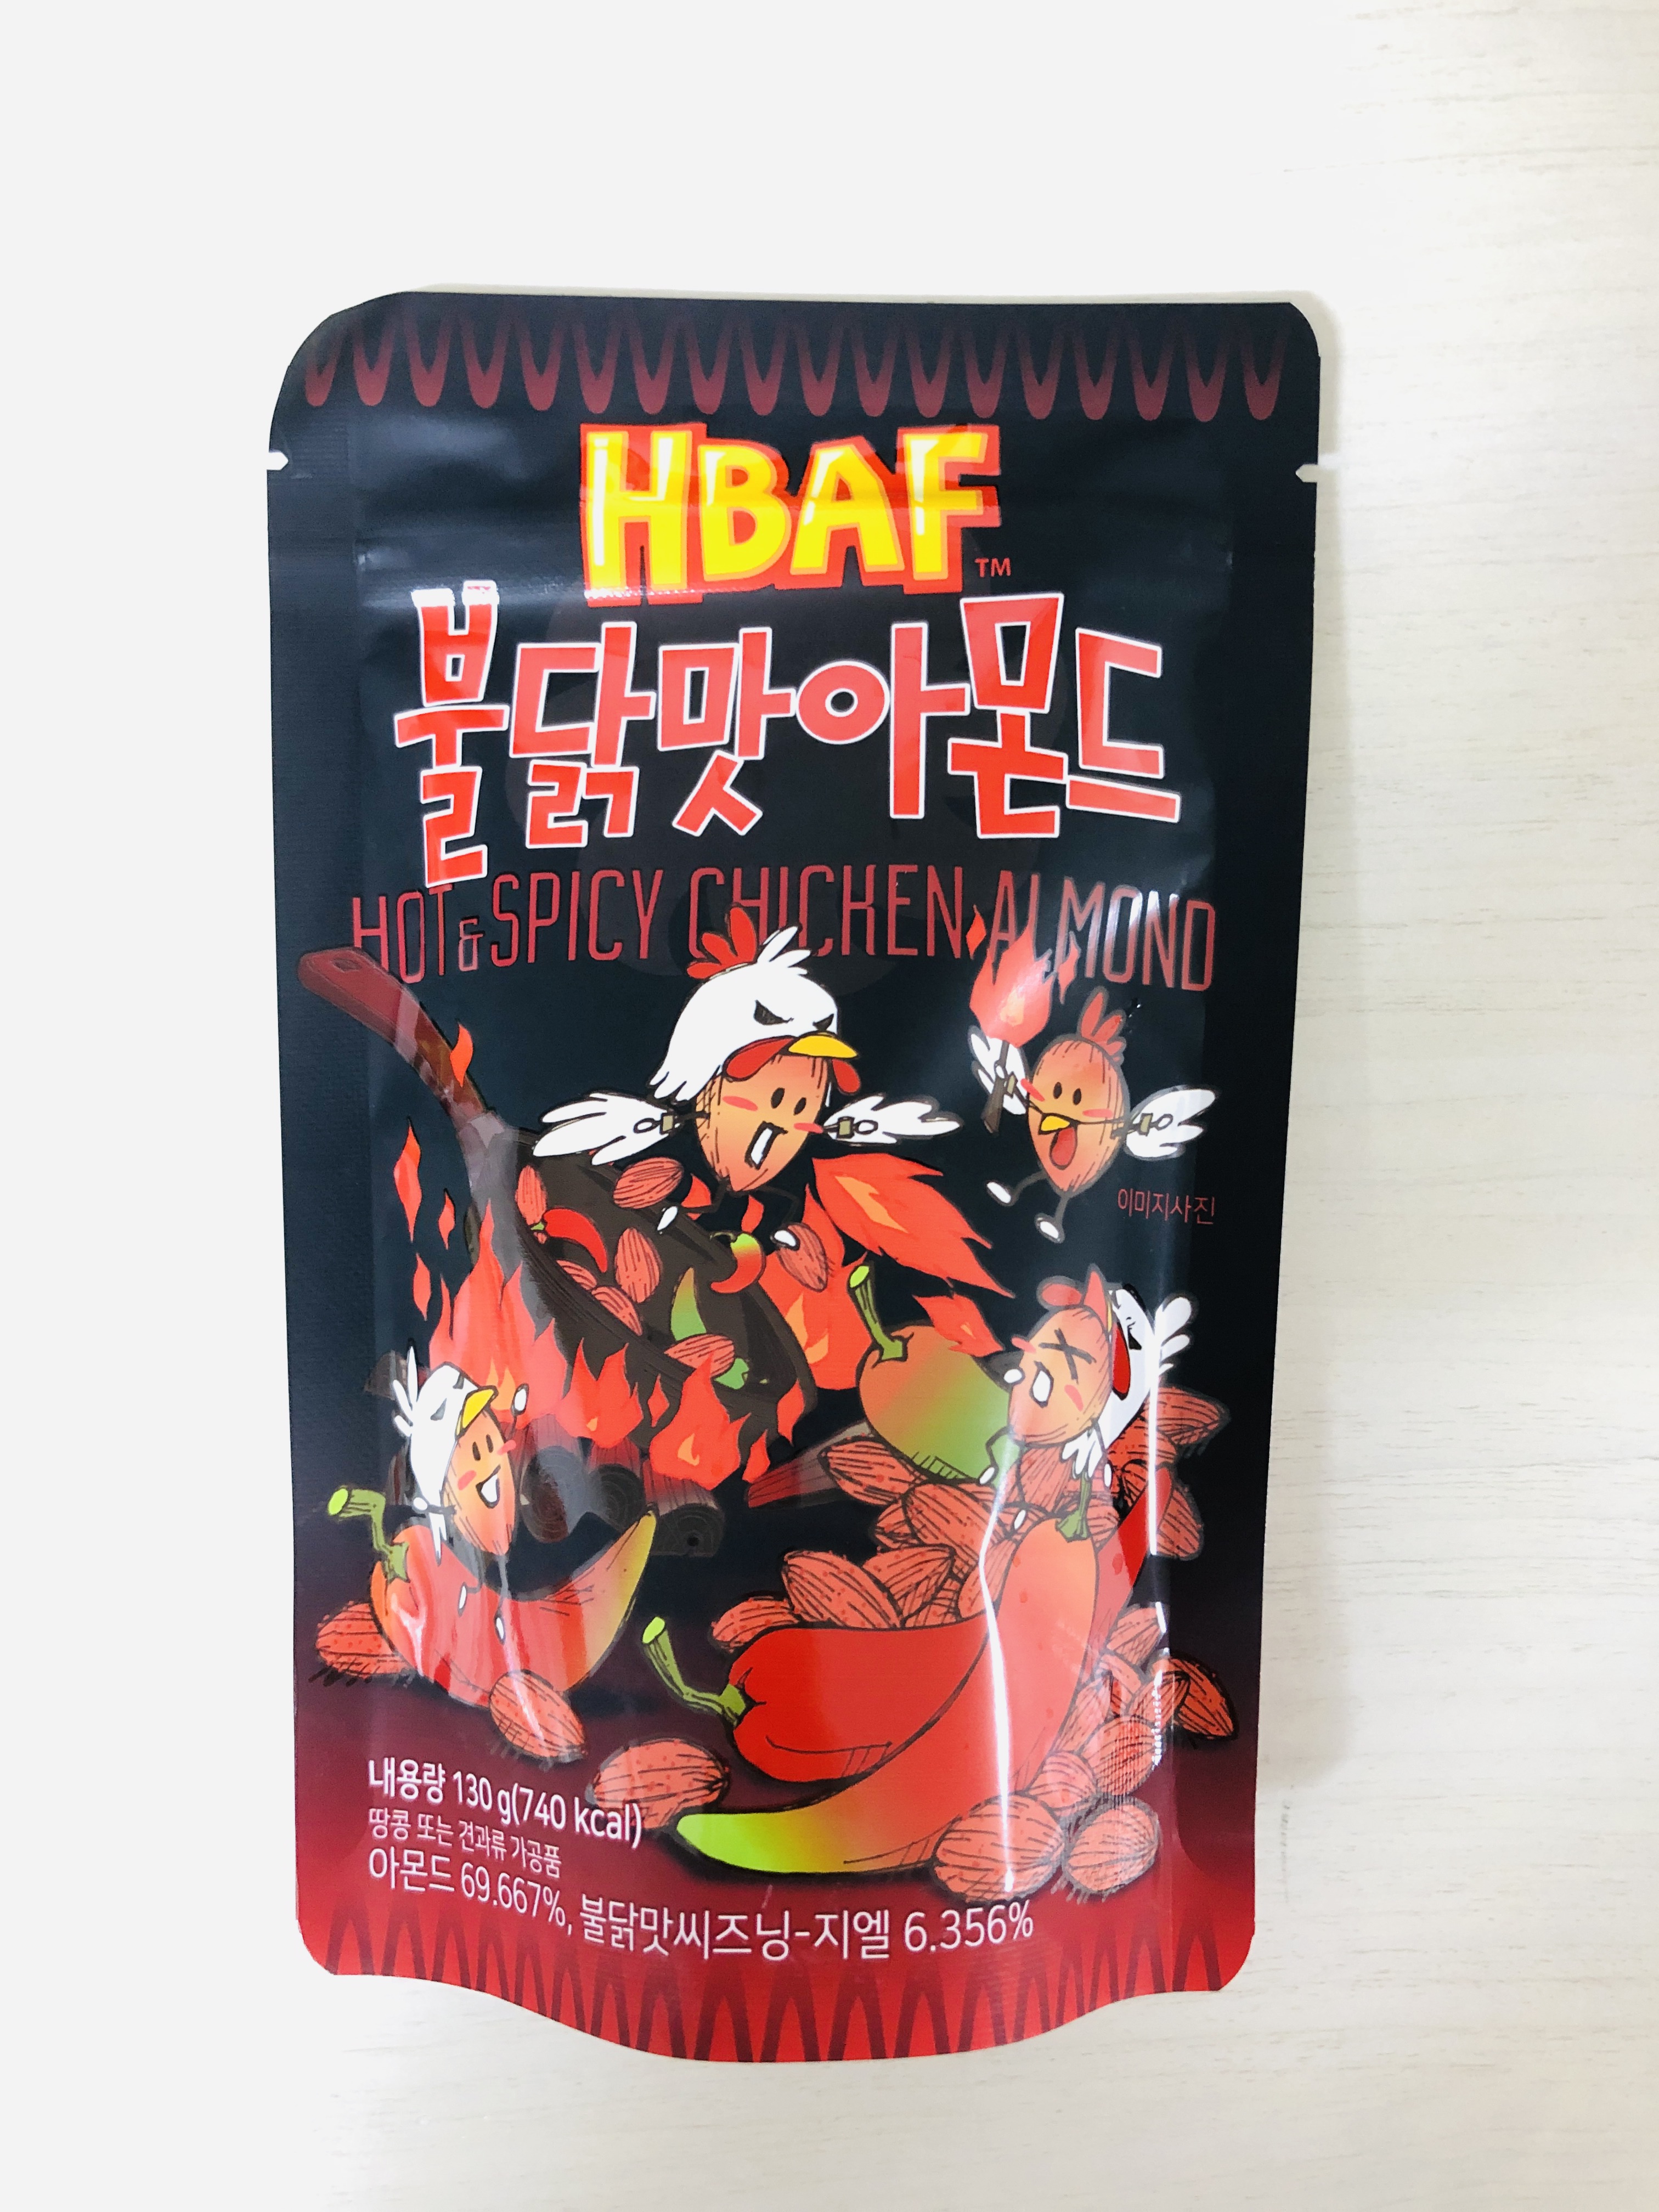 HBAF TM
불닭맛아몬드
HOT & SPICY CHICKEN ALMOND
이미지사진
내용량 130 g(740 kcal)
땅콩 또는 견과류 가공품
아몬드 69.667%, 불닭맛씨즈닝-지엘 6.356%